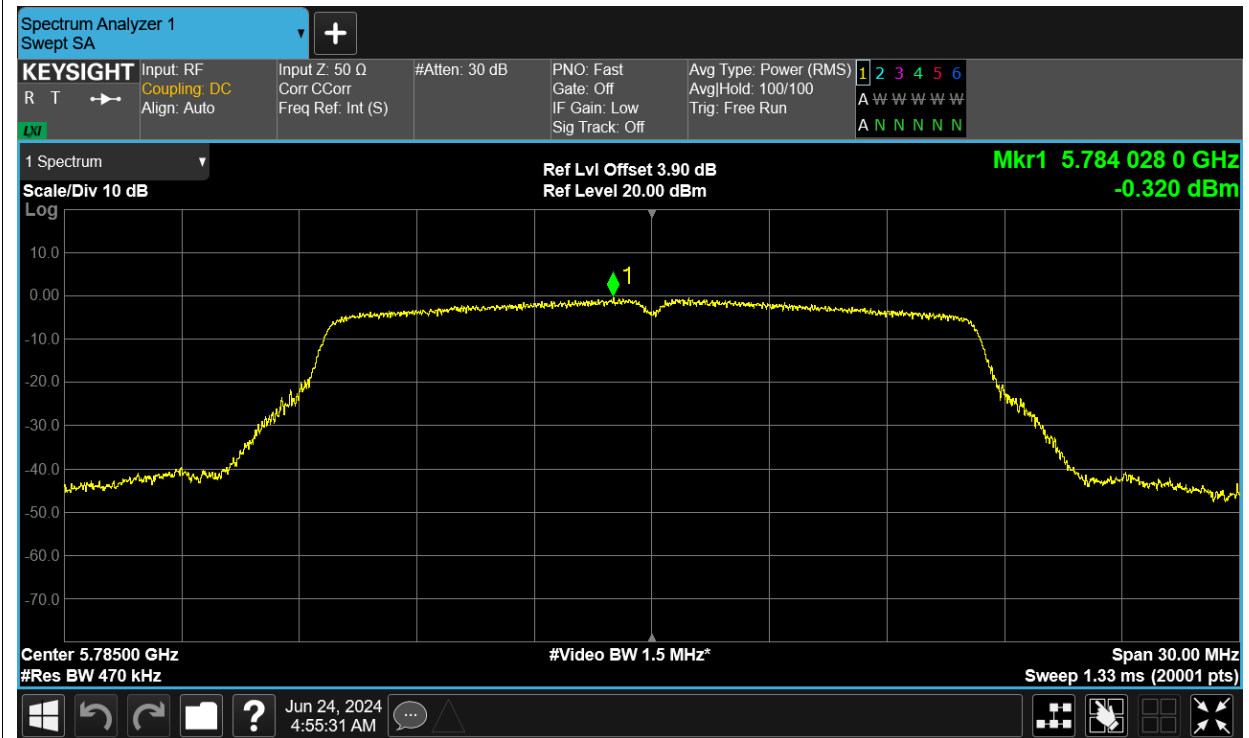 Spectrum Analyzer 1
Swept SA
KEYSIGHT
R T
LXI
Input: RF
Coupling: DC
Align: Auto
Input Z: 50 Ω
Corr CCorr
Freq Ref: Int (S)
#Atten: 30 dB
PNO: Fast
Gate: Off
IF Gain: Low
Sig Track: Off
Avg Type: Power (RMS)
Avg|Hold: 100/100
Trig: Free Run
1 2 3 4 5 6
A W W W W W
A N N N N N
1 Spectrum
Scale/Div 10 dB
Log
Ref Lvl Offset 3.90 dB
Ref Level 20.00 dBm
Mkr1 5.784 028 0 GHz
-0.320 dBm
1
10.0
0.00
-10.0
-20.0
-30.0
-40.0
-50.0
-60.0
-70.0
Center 5.78500 GHz
#Res BW 470 kHz
#Video BW 1.5 MHz*
Span 30.00 MHz
Sweep 1.33 ms (20001 pts)
?
Jun 24, 2024
4:55:31 AM